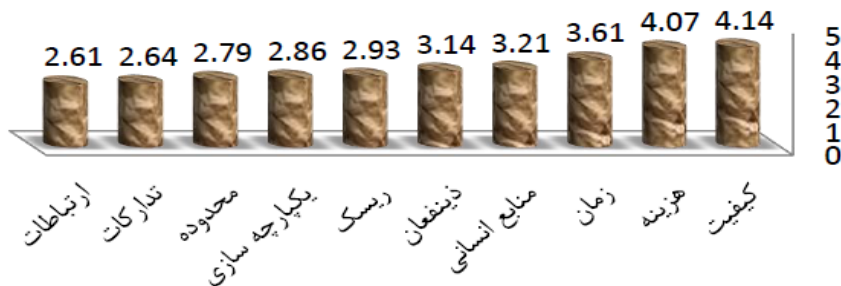 2.61 2.64 2.79 2.86 2.93 3.14 3.21 3.61 4.07 4.14
5
4
3
2
1
0
ارتباطات
تدارکات
محدوده
یکپارچه سازی
ریسک
ذینفعان
منابع انسانی
زمان
هزینه
کیفیت